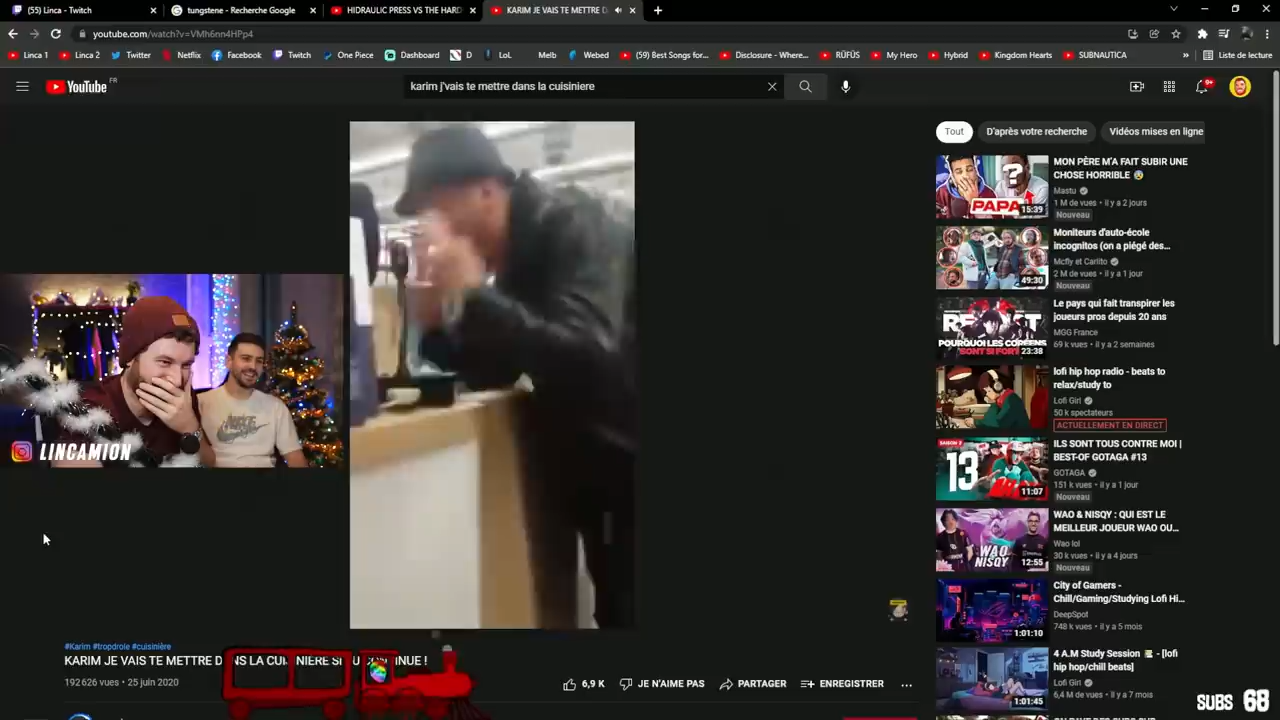 (55) Linca - Twitch
tungstene - Recherche Google
HIDRAULIC PRESS VS THE HARD
KARIM JE VAIS TE METTRE D
youtube.com/watch?v=VMh6nn4HPp4
Linca 1
Linca 2
Twitter
Netflix
Facebook
Twitch
One Piece
Dashboard
D
LoL
Melb
Webed
(59) Best Songs for...
Disclosure - Where...
RÜFÜS
My Hero
Hybrid
Kingdom Hearts
SUBNAUTICA
»
Liste de lecture
YouTube FR
karim j'vais te mettre dans la cuisiniere
9+
Tout
D'après votre recherche
Vidéos mises en ligne
MON PÈRE M'A FAIT SUBIR UNE
CHOSE HORRIBLE
Mastu
1 M de vues • il y a 2 jours
Nouveau
?
PAPA
15:39
Moniteurs d'auto-école
incognitos (on a piégé des...
Mcfly et Carlito
2 M de vues • il y a 1 jour
Nouveau
49:30
Le pays qui fait transpirer les
joueurs pros depuis 20 ans
MGG France
69 k vues • il y a 2 semaines
POURQUOI LES COREENS
SONT SI FORT
23:38
lofi hip hop radio - beats to
relax/study to
Lofi Girl
50 k spectateurs
ACTUELLEMENT EN DIRECT
ILS SONT TOUS CONTRE MOI |
BEST-OF GOTAGA #13
GOTAGA
151 k vues • il y a 1 jour
Nouveau
13
11:07
WAO & NISQY : QUI EST LE
MEILLEUR JOUEUR WAO OU...
Wao lol
30 k vues • il y a 4 jours
Nouveau
WAO
NISQY
12:55
City of Gamers -
Chill/Gaming/Studying Lofi Hi...
DeepSpot
748 k vues • il y a 5 mois
1:01:10
4 A.M Study Session - [lofi
hip hop/chill beats]
Lofi Girl
6,4 M de vues • il y a 7 mois
1:01:45
LINCAMION
#Karim #tropdrole #cuisinière
KARIM JE VAIS TE METTRE DANS LA CUISINIERE SI TU CONTINUE !
192 626 vues • 25 juin 2020
6,9 K
JE N'AIME PAS
PARTAGER
ENREGISTRER
...
SUBS 68